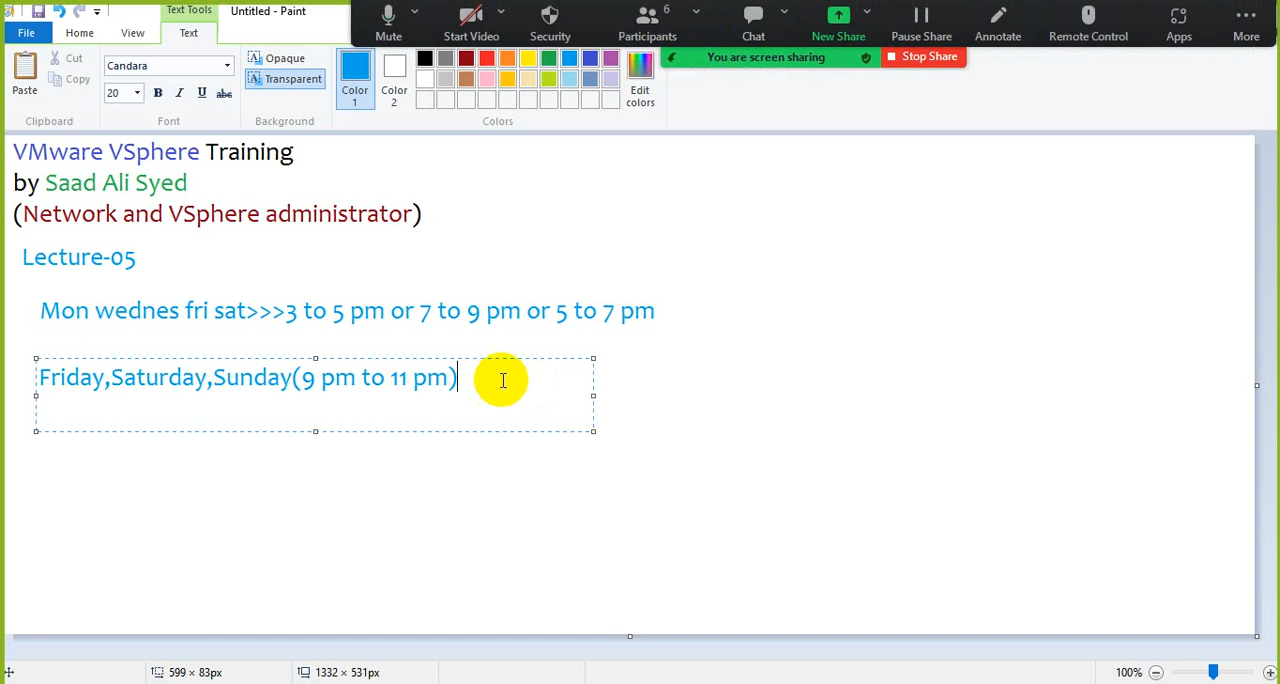 Text Tools
Untitled - Paint
File
Home
View
Text
Mute
Start Video
Security
Participants
6
Chat
New Share
Pause Share
Annotate
Remote Control
Apps
More
You are screen sharing
Stop Share
Paste
Cut
Copy
Clipboard
Candara
20
B I U abc
Font
Opaque
Transparent
Background
Color 1
Color 2
Edit colors
Colors
VMware VSphere Training
by Saad Ali Syed
(Network and VSphere administrator)
Lecture-05
Mon wednes fri sat>>>3 to 5 pm or 7 to 9 pm or 5 to 7 pm
Friday,Saturday,Sunday(9 pm to 11 pm)
599 × 83px
1332 × 531px
100%